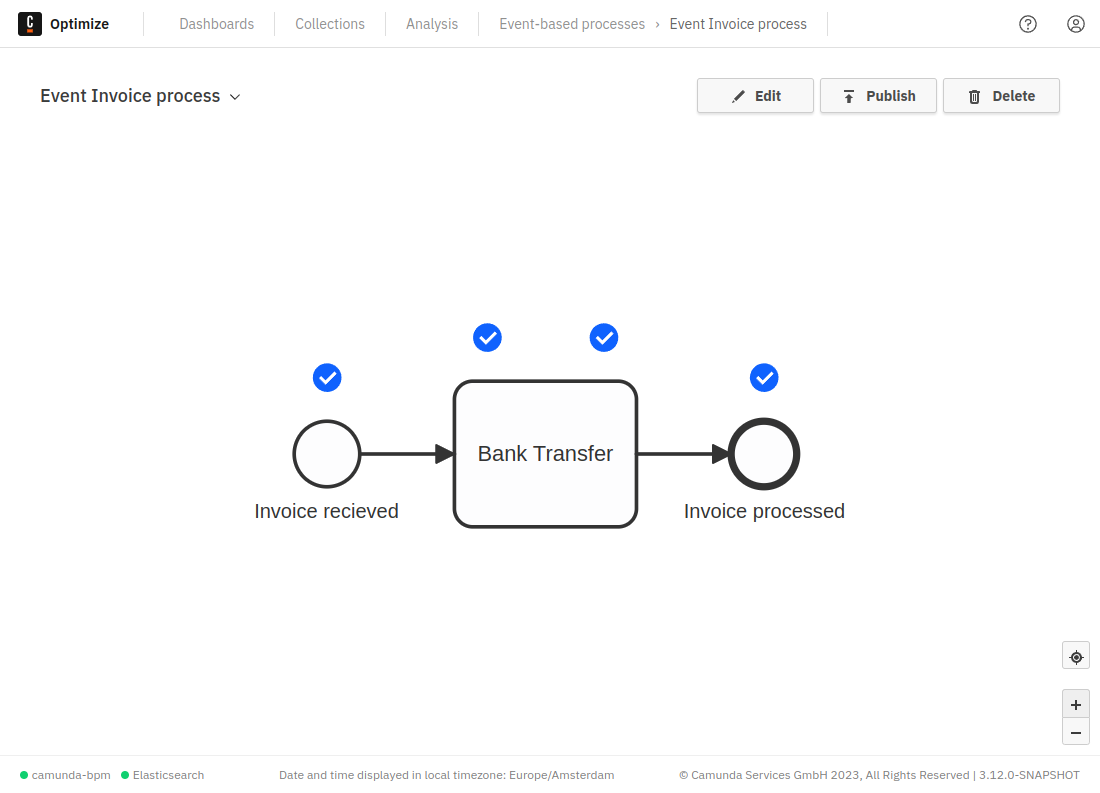 C Optimize Dashboards Collections Analysis Event-based processes › Event Invoice process
Event Invoice process Edit Publish Delete
Bank Transfer
Invoice recieved Invoice processed
camunda-bpm Elasticsearch Date and time displayed in local timezone: Europe/Amsterdam © Camunda Services GmbH 2023, All Rights Reserved | 3.12.0-SNAPSHOT